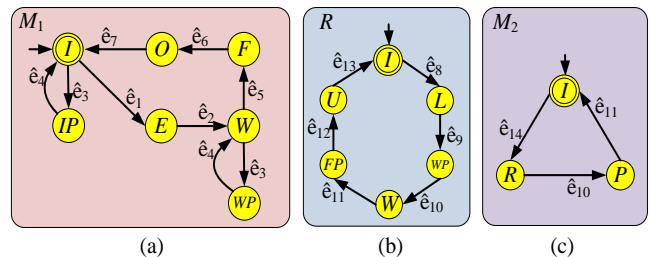 M₁
I
ê₇
O
ê₆
F
ê₄
ê₃
ê₁
ê₅
IP
E
ê₂
W
ê₄
ê₃
WP
(a)
R
I
ê₁₃
ê₈
U
L
ê₁₂
ê₉
FP
WP
ê₁₁
W
ê₁₀
(b)
M₂
I
ê₁₄
ê₁₁
R
ê₁₀
P
(c)